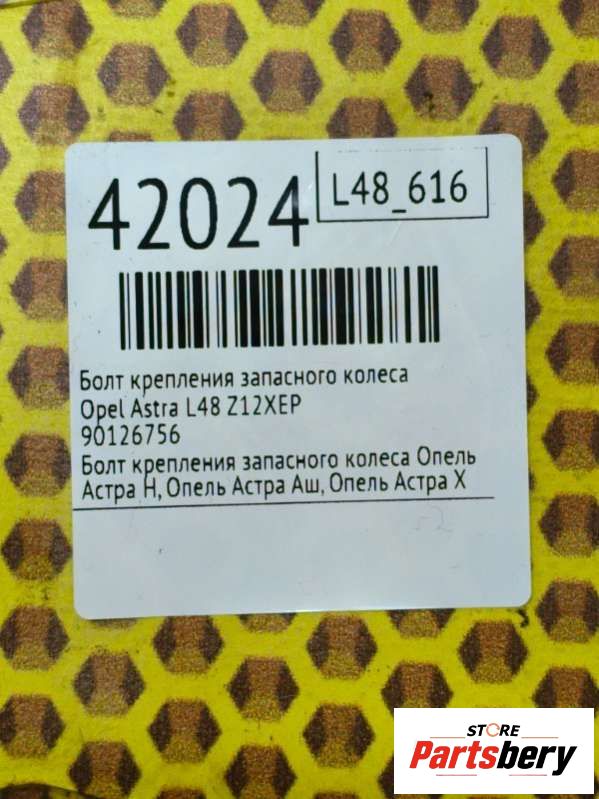 42024
L48_616
Болт крепления запасного колеса
Opel Astra L48 Z12XEP
90126756
Болт крепления запасного колеса Опель
Астра Н, Опель Астра Аш, Опель Астра Х
STORE
Partsbery